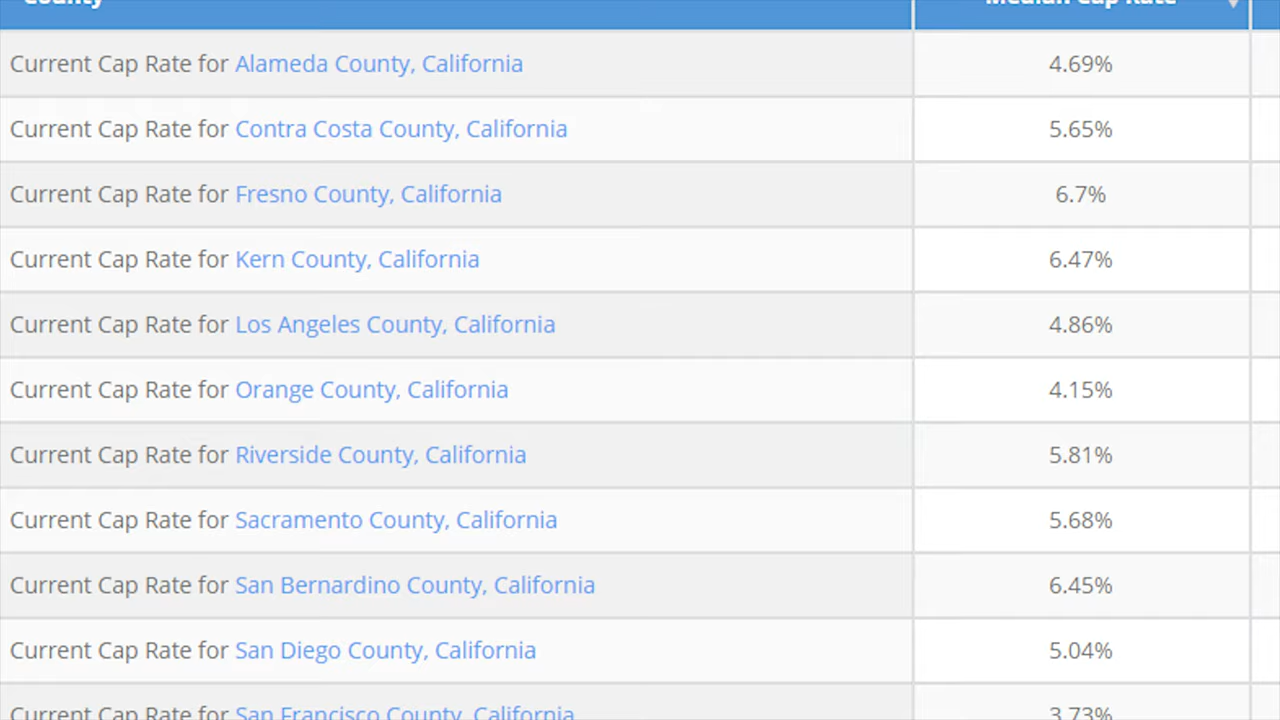 County Median Cap Rate
Current Cap Rate for Alameda County, California 4.69%
Current Cap Rate for Contra Costa County, California 5.65%
Current Cap Rate for Fresno County, California 6.7%
Current Cap Rate for Kern County, California 6.47%
Current Cap Rate for Los Angeles County, California 4.86%
Current Cap Rate for Orange County, California 4.15%
Current Cap Rate for Riverside County, California 5.81%
Current Cap Rate for Sacramento County, California 5.68%
Current Cap Rate for San Bernardino County, California 6.45%
Current Cap Rate for San Diego County, California 5.04%
Current Cap Rate for San Francisco County, California 3.73%